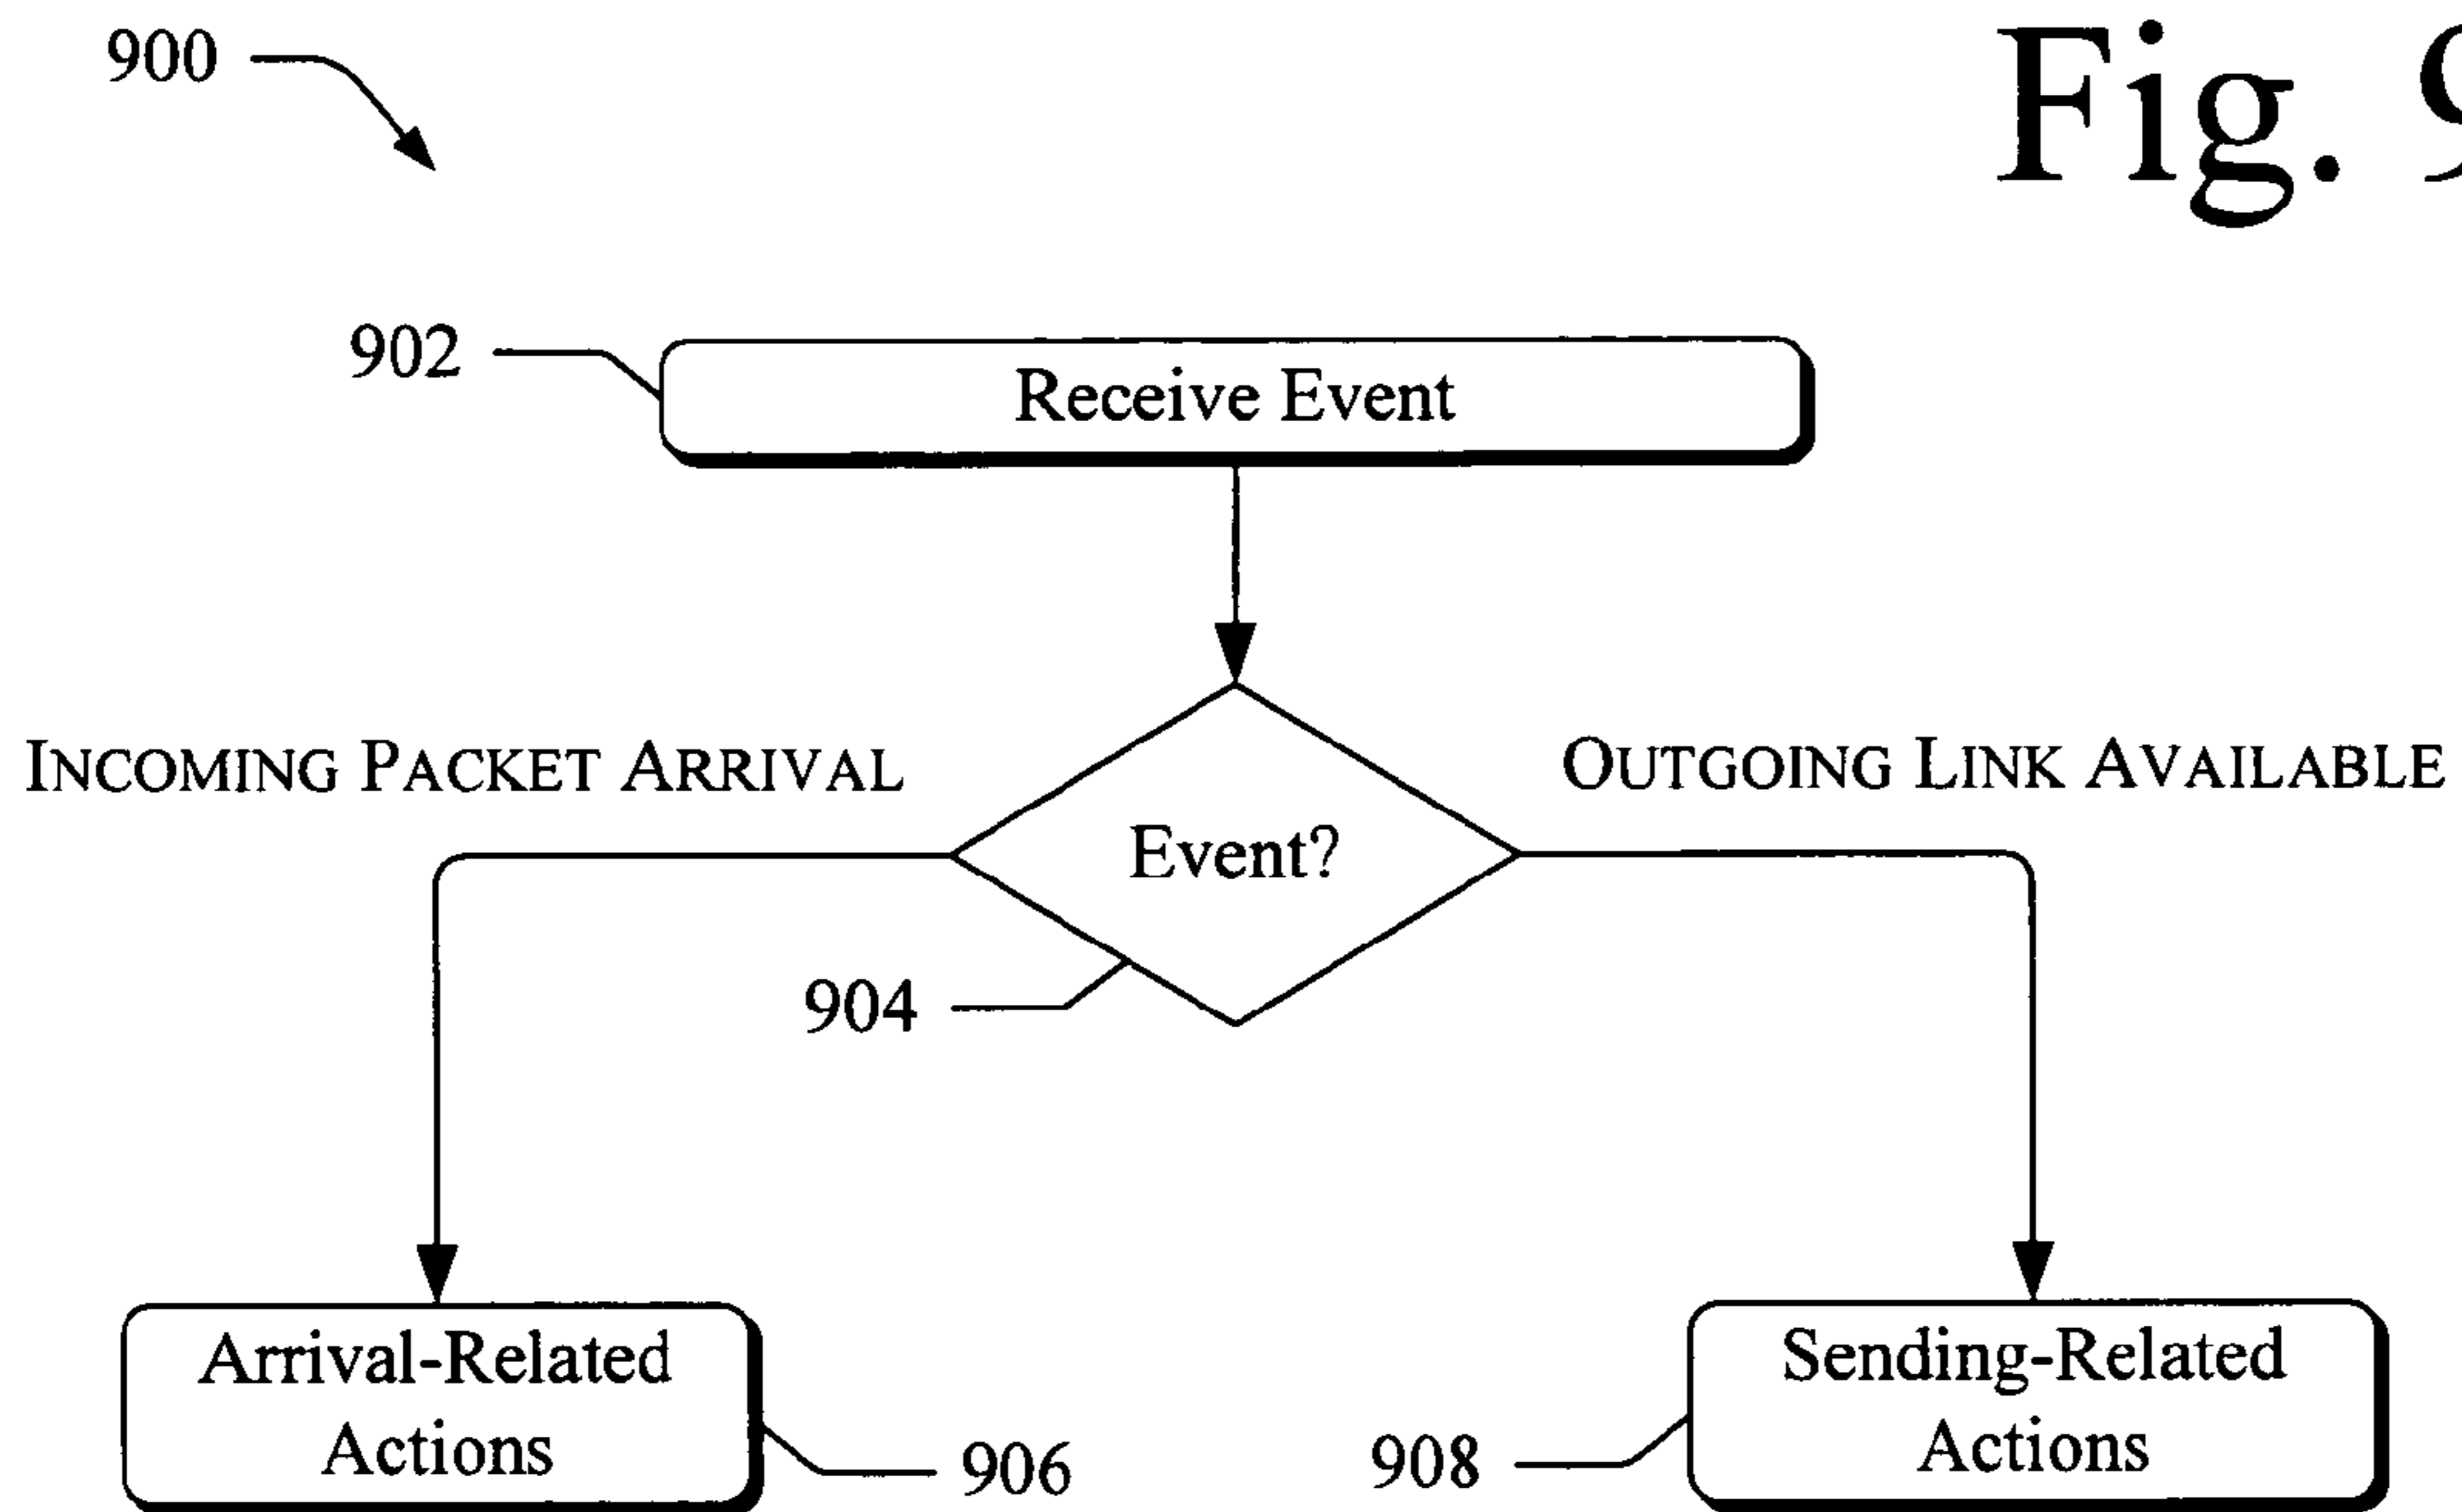 900
Fig. 9
902
Receive Event
INCOMING PACKET ARRIVAL
OUTGOING LINK AVAILABLE
Event?
904
Arrival-Related
Actions
906
908
Sending-Related
Actions